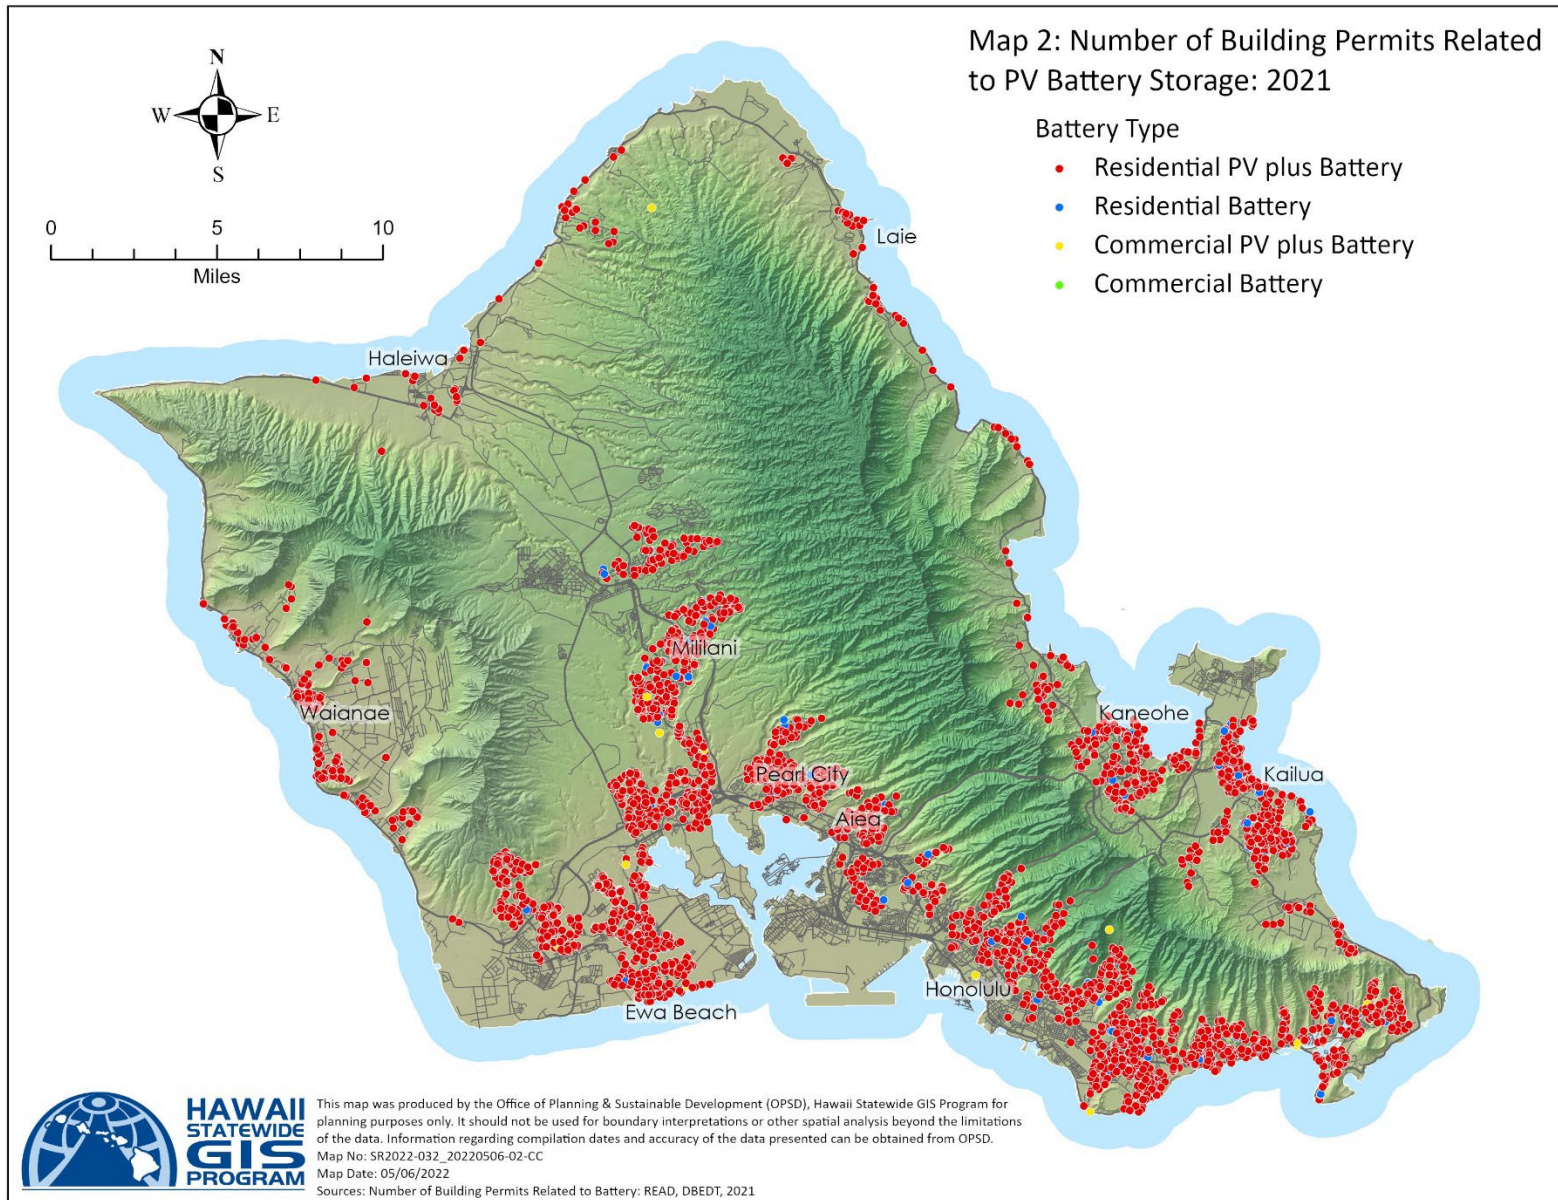 Map 2: Number of Building Permits Related
to PV Battery Storage: 2021
Battery Type
Residential PV plus Battery
Residential Battery
Commercial PV plus Battery
Commercial Battery
N
W E
S
0 5 10
Miles
Laie
Haleiwa
Mililani
Waianae
Kaneohe
Pearl City
Kailua
Aiea
Honolulu
Ewa Beach
HAWAII
STATEWIDE
GIS
PROGRAM
This map was produced by the Office of Planning & Sustainable Development (OPSD), Hawaii Statewide GIS Program for
planning purposes only. It should not be used for boundary interpretations or other spatial analysis beyond the limitations
of the data. Information regarding compilation dates and accuracy of the data presented can be obtained from OPSD.
Map No: SR2022-032_20220506-02-CC
Map Date: 05/06/2022
Sources: Number of Building Permits Related to Battery: READ, DBEDT, 2021